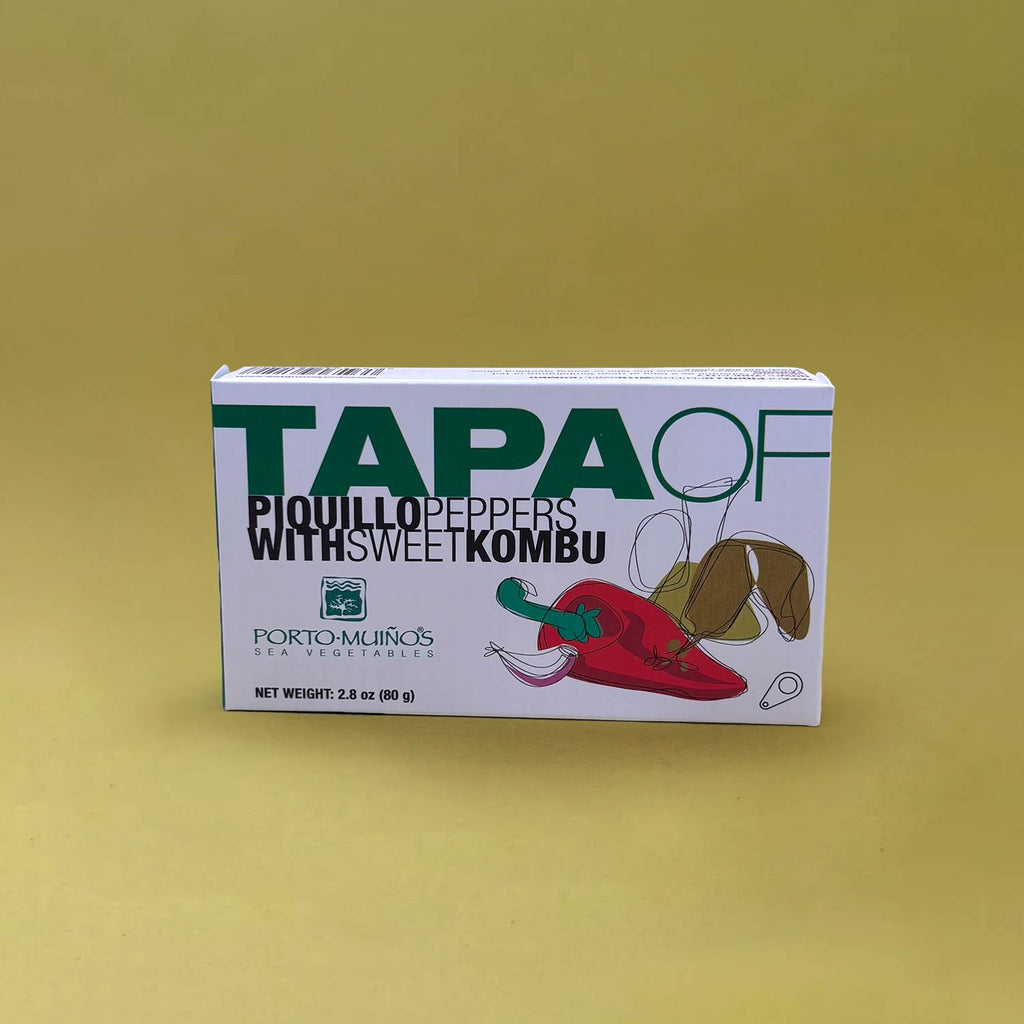 TAPAOF
PIQUILLOPEPPERS
WITHSWEETKOMBU
PORTO·MUIÑOS®
SEA VEGETABLES
NET WEIGHT: 2.8 oz (80 g)